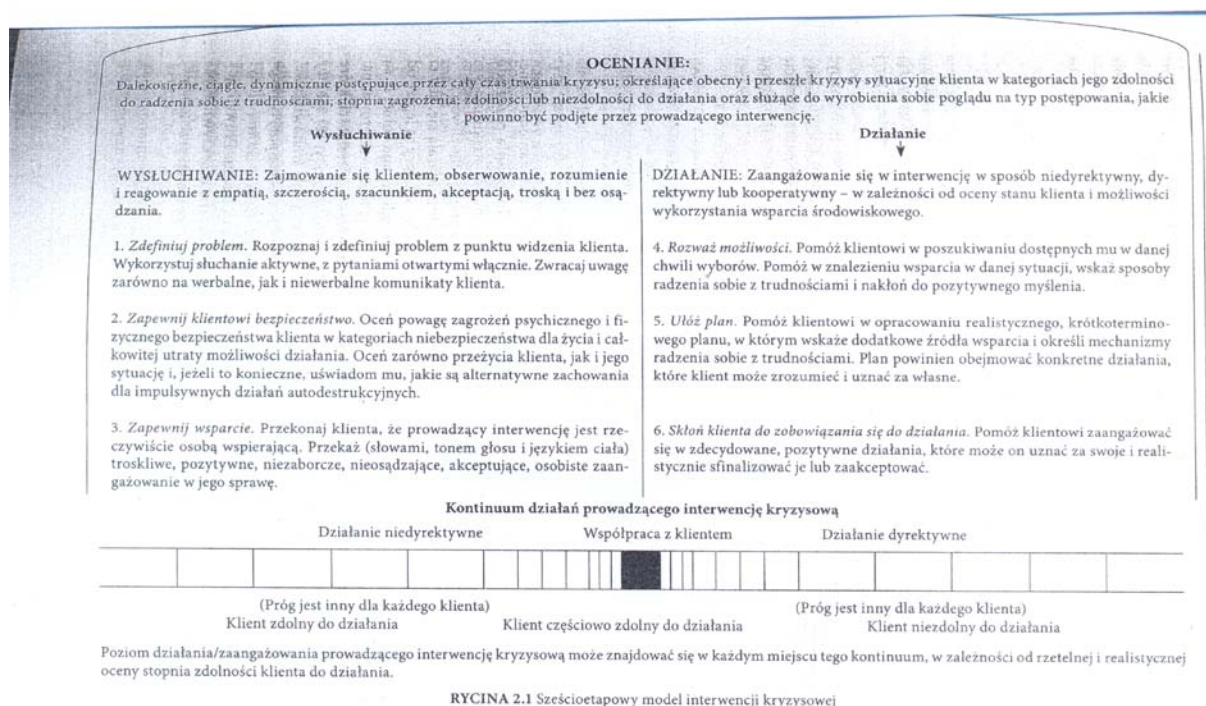 OCENIANIE:
Dalekosiężne, ciągłe, dynamicznie postępujące przez cały czas trwania kryzysu; określające obecny i przeszłe kryzysy sytuacyjne klienta w kategoriach jego zdolności
do radzenia sobie z trudnościami; stopnia zagrożenia; zdolności lub niezdolności do działania oraz służące do wyrobienia sobie poglądu na typ postępowania, jakie
powinno być podjęte przez prowadzącego interwencję.
Wysłuchiwanie
WYSŁUCHIWANIE: Zajmowanie się klientem, obserwowanie, rozumienie
i reagowanie z empatią, szczerością, szacunkiem, akceptacją, troską i bez osą-
dzania.
1. Zdefiniuj problem. Rozpoznaj i zdefiniuj problem z punktu widzenia klienta.
Wykorzystuj słuchanie aktywne, z pytaniami otwartymi włącznie. Zwracaj uwagę
zarówno na werbalne, jak i niewerbalne komunikaty klienta.
2. Zapewnij klientowi bezpieczeństwo. Oceń powagę zagrożeń psychicznego i fi-
zycznego bezpieczeństwa klienta w kategoriach niebezpieczeństwa dla życia i cał-
kowitej utraty możliwości działania. Oceń zarówno przeżycia klienta, jak i jego
sytuację i, jeżeli to konieczne, uświadom mu, jakie są alternatywne zachowania
dla impulsywnych działań autodestrukcyjnych.
3. Zapewnij wsparcie. Przekonaj klienta, że prowadzący interwencję jest rze-
czywiście osobą wspierającą. Przekaż (słowami, tonem głosu i językiem ciała)
troskliwe, pozytywne, niezaborcze, nieosądzające, akceptujące, osobiste zaan-
gażowanie w jego sprawę.
Działanie
DZIAŁANIE: Zaangażowanie się w interwencję w sposób niedyrektywny, dy-
rektywny lub kooperatywny – w zależności od oceny stanu klienta i możliwości
wykorzystania wsparcia środowiskowego.
4. Rozważ możliwości. Pomóż klientowi w poszukiwaniu dostępnych mu w danej
chwili wyborów. Pomóż w znalezieniu wsparcia w danej sytuacji, wskaż sposoby
radzenia sobie z trudnościami i nakłoń do pozytywnego myślenia.
5. Ułóż plan. Pomóż klientowi w opracowaniu realistycznego, krótkotermino-
wego planu, w którym wskaże dodatkowe źródła wsparcia i określi mechanizmy
radzenia sobie z trudnościami. Plan powinien obejmować konkretne działania,
które klient może zrozumieć i uznać za własne.
6. Skłoń klienta do zobowiązania się do działania. Pomóż klientowi zaangażować
się w zdecydowane, pozytywne działania, które może on uznać za swoje i reali-
stycznie sfinalizować je lub zaakceptować.
Kontinuum działań prowadzącego interwencję kryzysową
Działanie niedyrektywne Współpraca z klientem Działanie dyrektywne
(Próg jest inny dla każdego klienta) (Próg jest inny dla każdego klienta)
Klient zdolny do działania Klient częściowo zdolny do działania Klient niezdolny do działania
Poziom działania/zaangażowania prowadzącego interwencję kryzysową może znajdować się w każdym miejscu tego kontinuum, w zależności od rzetelnej i realistycznej
oceny stopnia zdolności klienta do działania.
RYCINA 2.1 Sześcioetapowy model interwencji kryzysowej